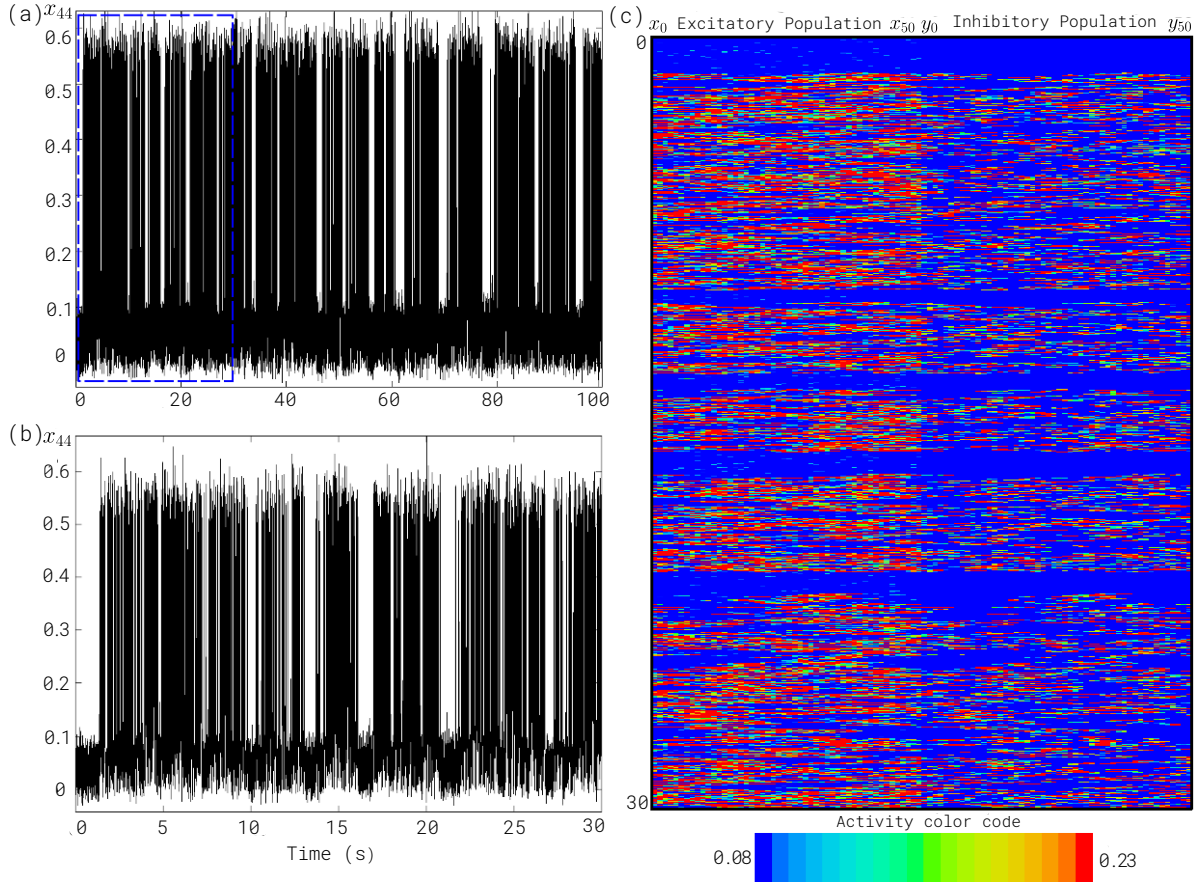 (a) x44
0.6
0.5
0.4
0.3
0.2
0.1
0
0 20 40 60 80 100
(b) x44
0.6
0.5
0.4
0.3
0.2
0.1
0
0 5 10 15 20 25 30
Time (s)
(c) x0 Excitatory Population x50 y0 Inhibitory Population y50
0
30
Activity color code
0.08 0.23